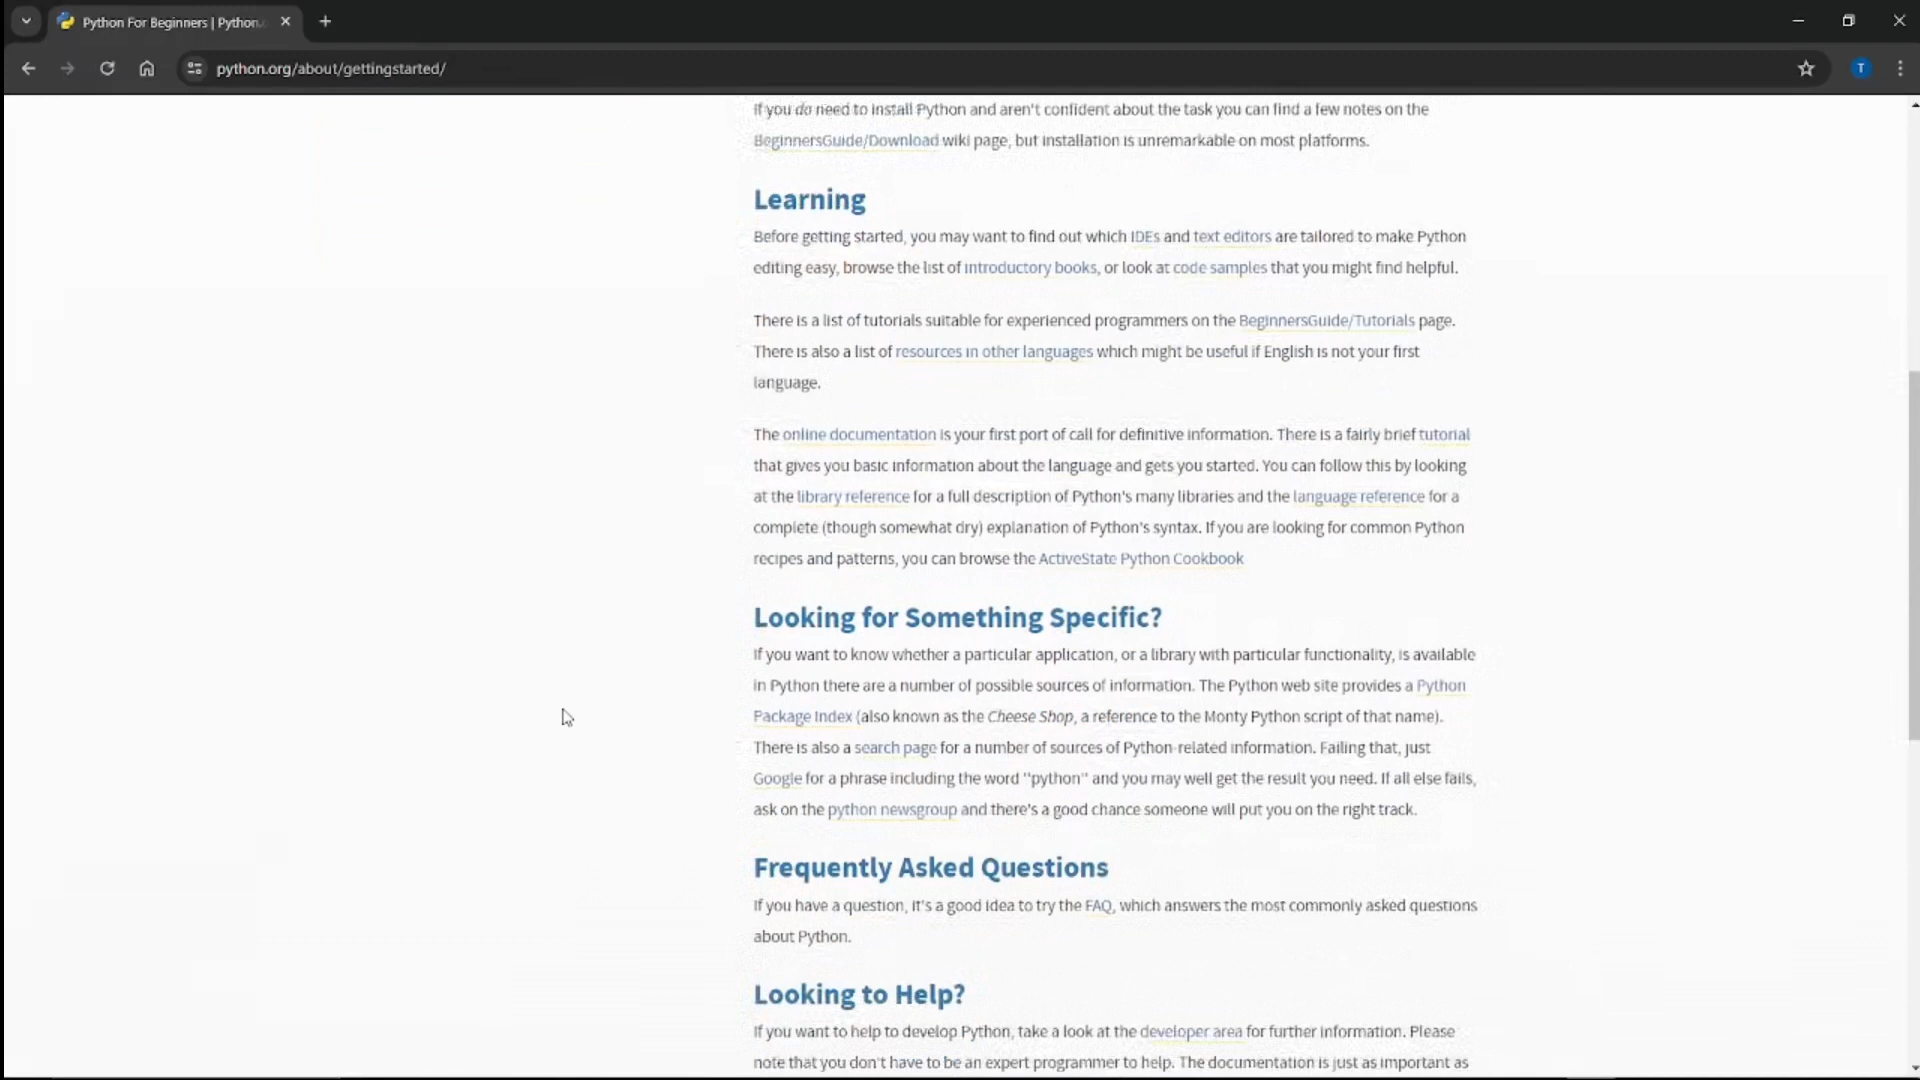 Python For Beginners | Python.
python.org/about/gettingstarted/
T
If you do need to install Python and aren't confident about the task you can find a few notes on the
BeginnersGuide/Download wiki page, but installation is unremarkable on most platforms.
Learning
Before getting started, you may want to find out which IDEs and text editors are tailored to make Python
editing easy, browse the list of introductory books, or look at code samples that you might find helpful.
There is a list of tutorials suitable for experienced programmers on the BeginnersGuide/Tutorials page.
There is also a list of resources in other languages which might be useful if English is not your first
language.
The online documentation is your first port of call for definitive information. There is a fairly brief tutorial
that gives you basic information about the language and gets you started. You can follow this by looking
at the library reference for a full description of Python's many libraries and the language reference for a
complete (though somewhat dry) explanation of Python's syntax. If you are looking for common Python
recipes and patterns, you can browse the ActiveState Python Cookbook
Looking for Something Specific?
If you want to know whether a particular application, or a library with particular functionality, is available
in Python there are a number of possible sources of information. The Python web site provides a Python
Package Index (also known as the Cheese Shop, a reference to the Monty Python script of that name).
There is also a search page for a number of sources of Python-related information. Failing that, just
Google for a phrase including the word ''python'' and you may well get the result you need. If all else fails,
ask on the python newsgroup and there's a good chance someone will put you on the right track.
Frequently Asked Questions
If you have a question, it's a good idea to try the FAQ, which answers the most commonly asked questions
about Python.
Looking to Help?
If you want to help to develop Python, take a look at the developer area for further information. Please
note that you don't have to be an expert programmer to help. The documentation is just as important as